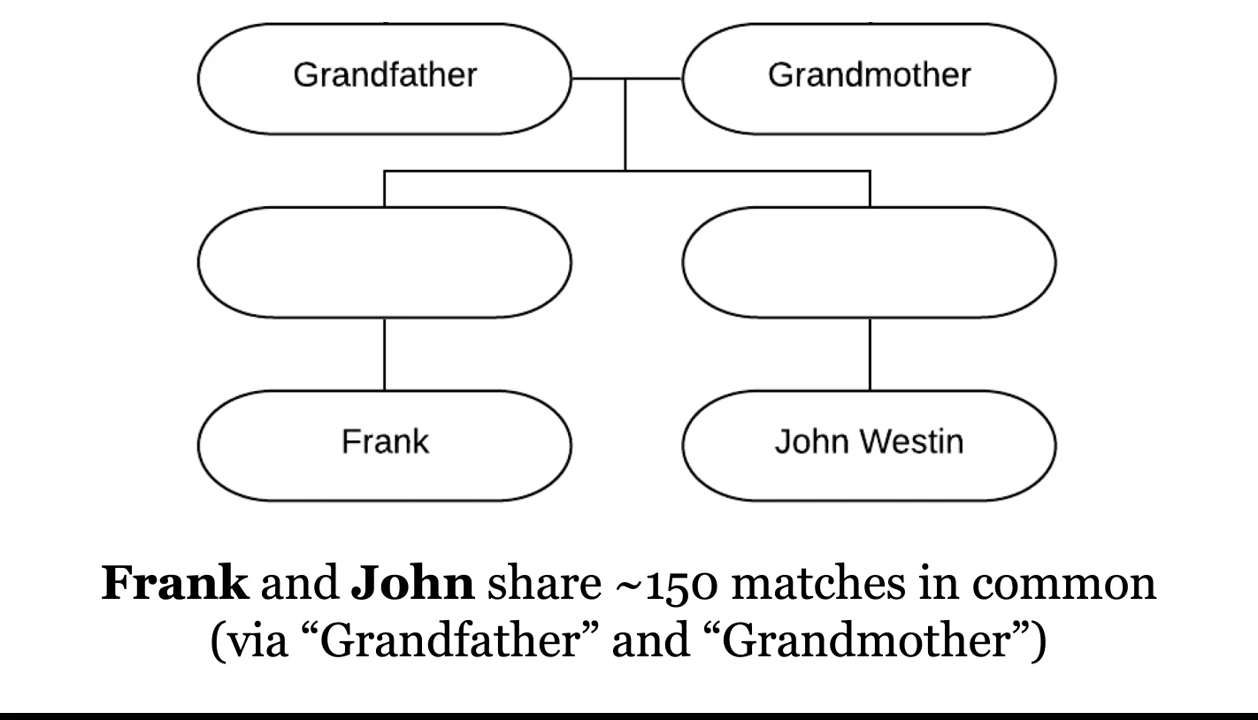 Grandfather
Grandmother
Frank
John Westin
Frank and John share ~150 matches in common
(via “Grandfather” and “Grandmother”)